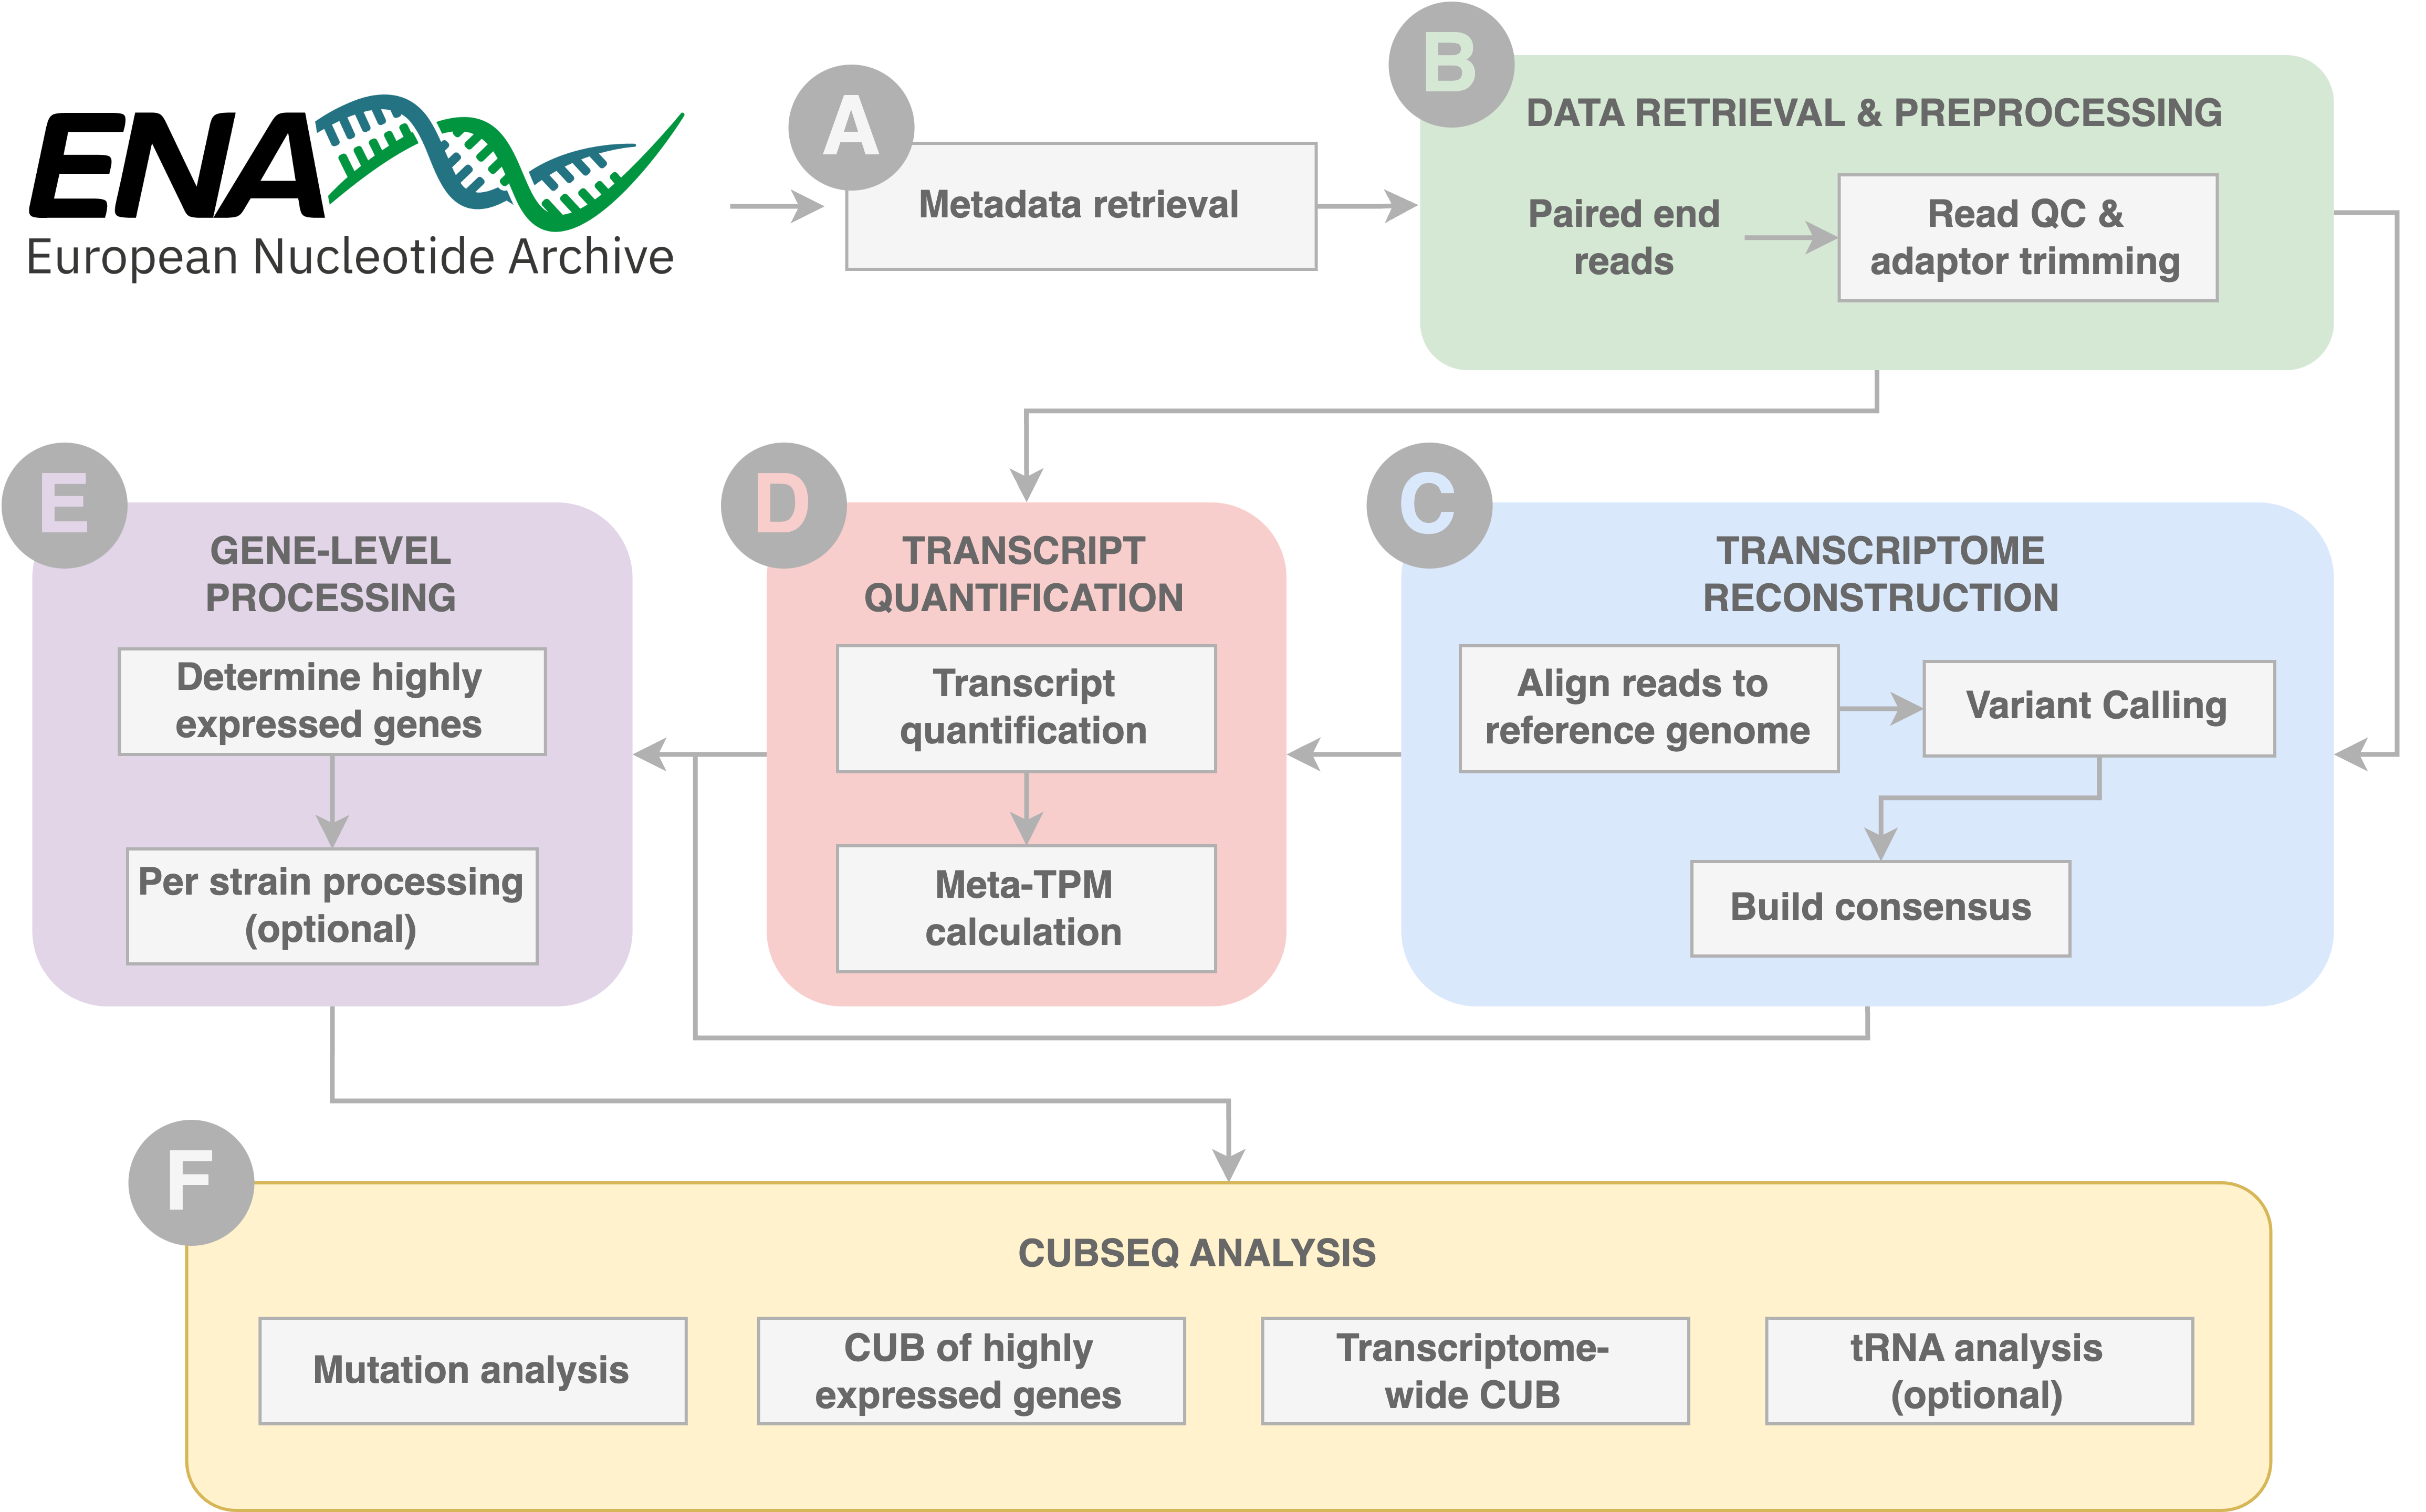 ENA
European Nucleotide Archive
A
Metadata retrieval
B
DATA RETRIEVAL & PREPROCESSING
Paired end
reads
Read QC &
adaptor trimming
E
GENE-LEVEL
PROCESSING
Determine highly
expressed genes
Per strain processing
(optional)
D
TRANSCRIPT
QUANTIFICATION
Transcript
quantification
Meta-TPM
calculation
C
TRANSCRIPTOME
RECONSTRUCTION
Align reads to
reference genome
Variant Calling
Build consensus
F
CUBSEQ ANALYSIS
Mutation analysis
CUB of highly
expressed genes
Transcriptome-
wide CUB
tRNA analysis
(optional)